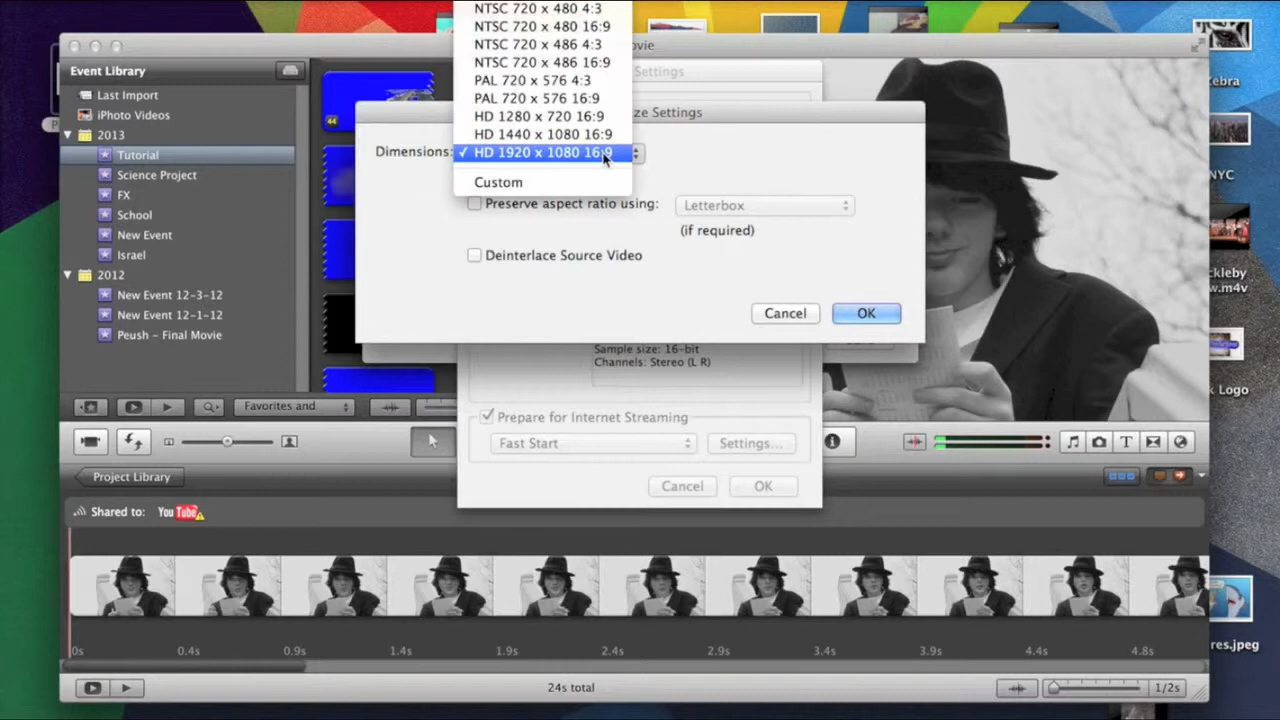 NTSC 720 x 480 4:3
NTSC 720 x 480 16:9
NTSC 720 x 486 4:3
NTSC 720 x 486 16:9
PAL 720 x 576 4:3
PAL 720 x 576 16:9
HD 1280 x 720 16:9
HD 1440 x 1080 16:9
✓ HD 1920 x 1080 16:9
Custom
ovie
Settings
ze Settings
Dimensions:
Preserve aspect ratio using:
Letterbox
(if required)
Deinterlace Source Video
Cancel
OK
Event Library
Last Import
iPhoto Videos
2013
Tutorial
Science Project
FX
School
New Event
Israel
2012
New Event 12-3-12
New Event 12-1-12
Peush - Final Movie
44
Sample size: 16-bit
Channels: Stereo (L R)
Prepare for Internet Streaming
Fast Start
Settings...
Cancel
OK
Favorites and
Project Library
Shared to: YouTube
0s 0.4s 0.9s 1.4s 1.9s 2.4s 2.9s 3.4s 3.9s 4.4s 4.8s
24s total
1/2s
ebra
NYC
ckleby
w.m4v
k Logo
res.jpeg